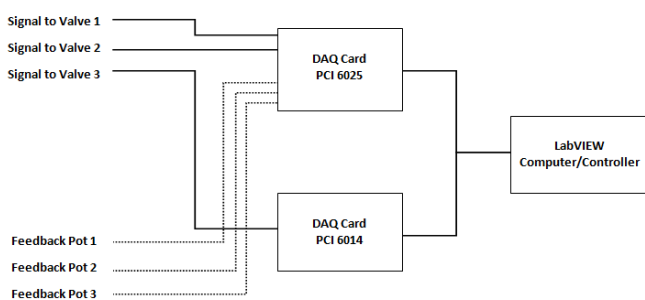 Signal to Valve 1
Signal to Valve 2
Signal to Valve 3
DAQ Card
PCI 6025
LabVIEW
Computer/Controller
DAQ Card
PCI 6014
Feedback Pot 1
Feedback Pot 2
Feedback Pot 3